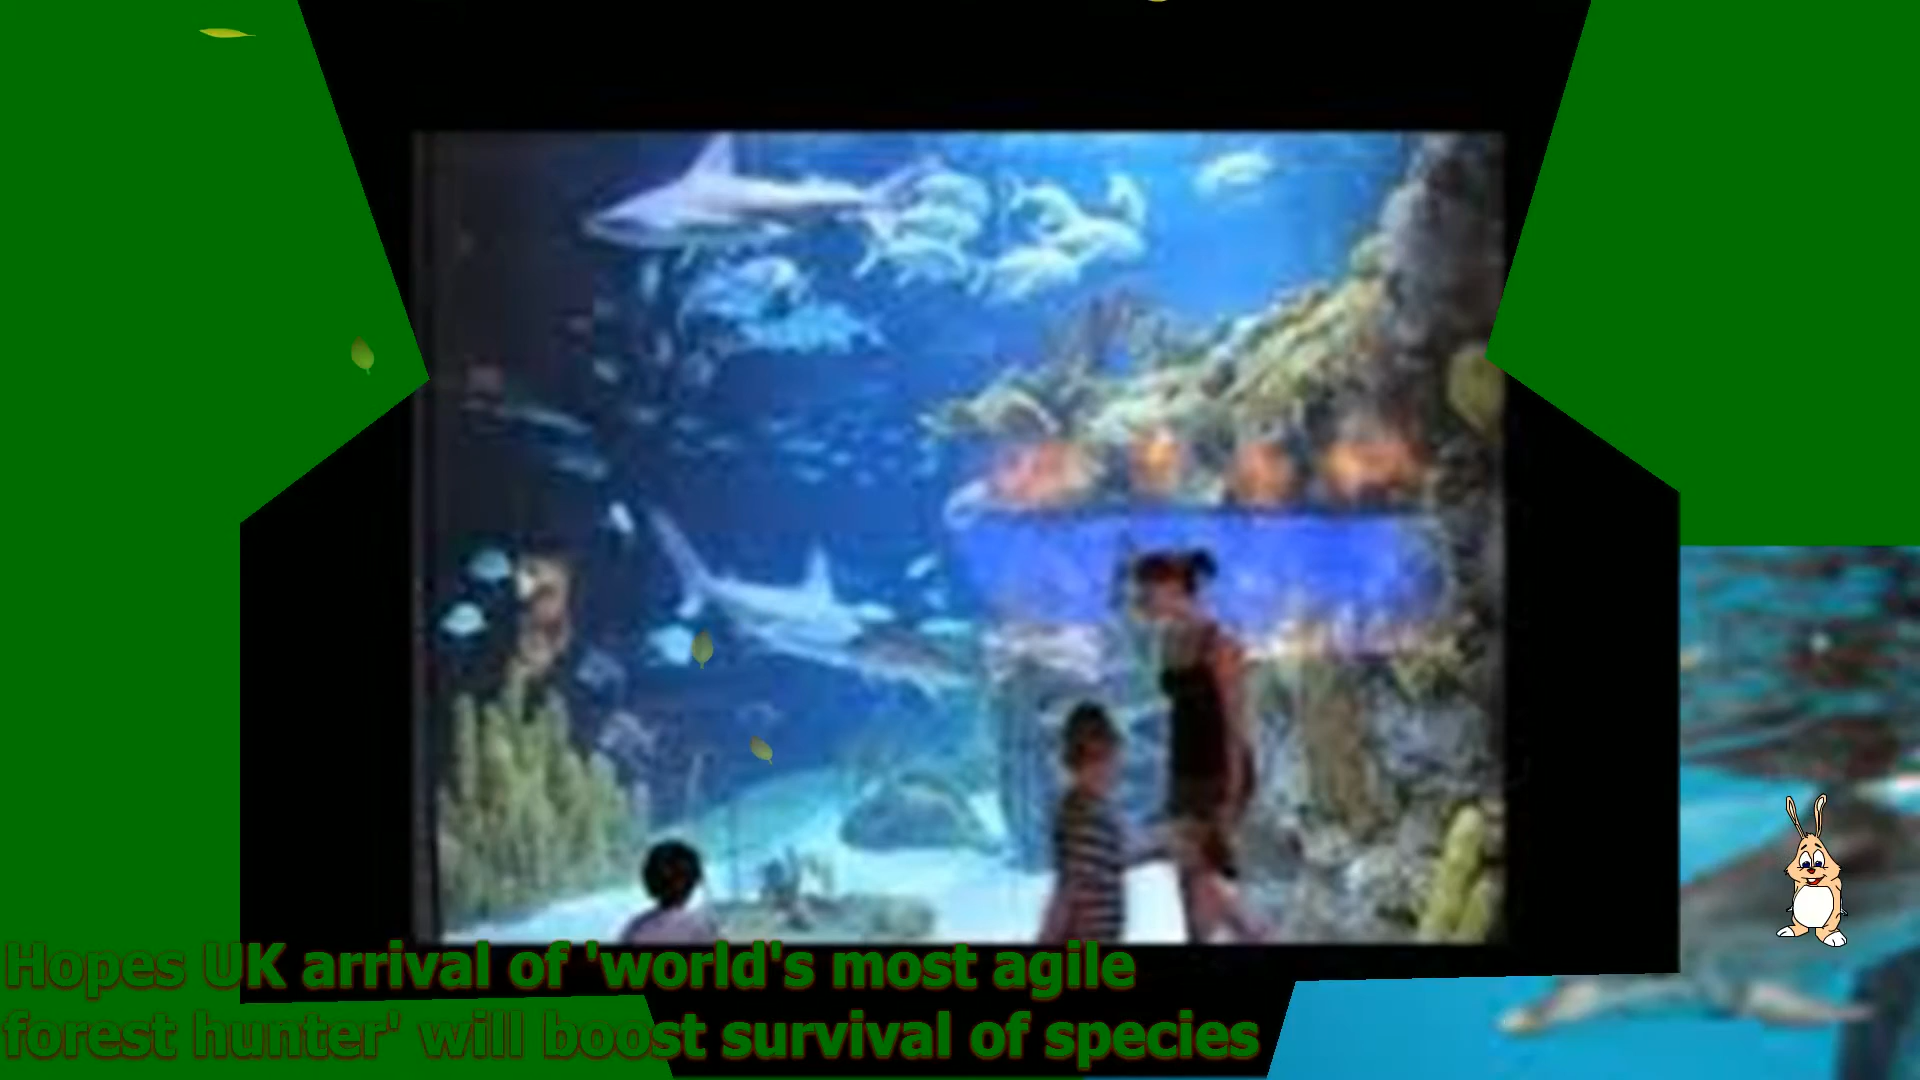 Hopes UK arrival of 'world's most agile
forest hunter' will boost survival of species